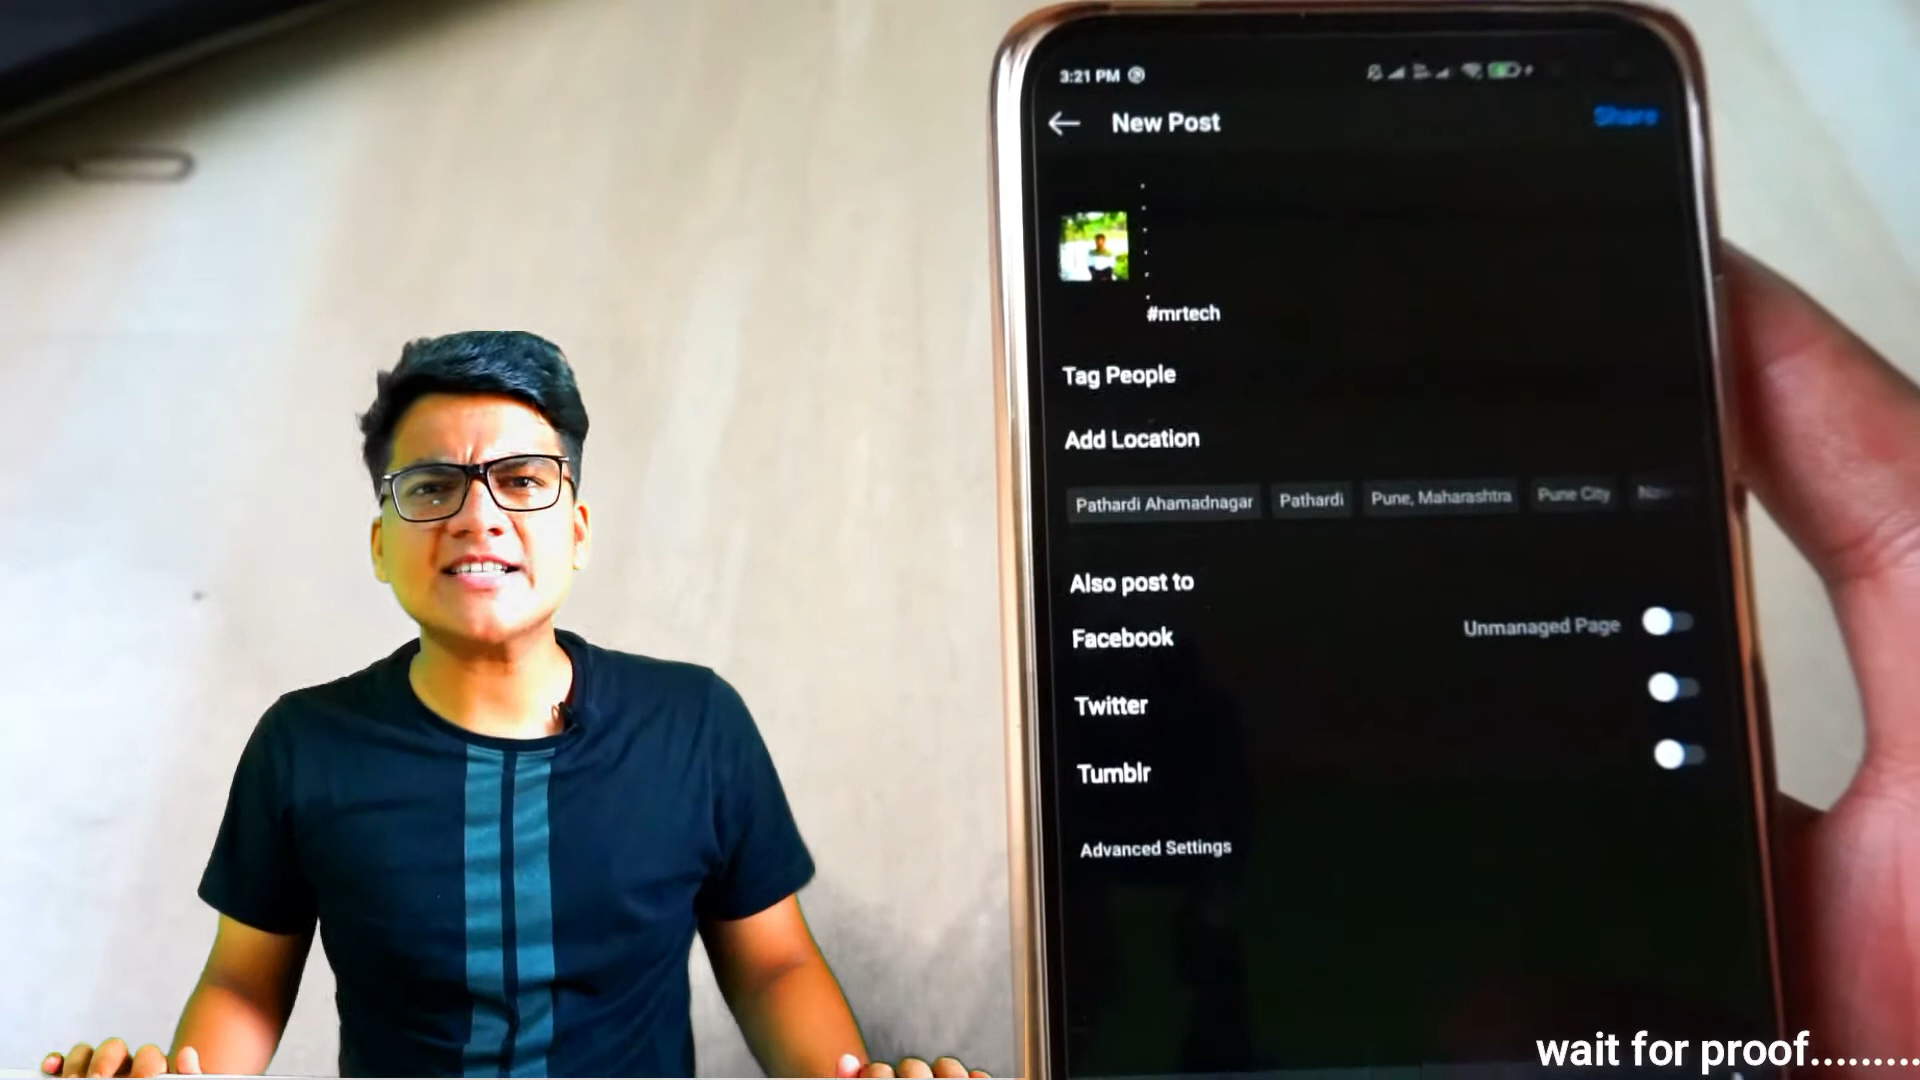 3:21 PM
New Post
Share
#mrtech
Tag People
Add Location
Pathardi Ahamadnagar
Pathardi
Pune, Maharashtra
Pune City
Also post to
Facebook
Unmanaged Page
Twitter
Tumblr
Advanced Settings
wait for proof.........